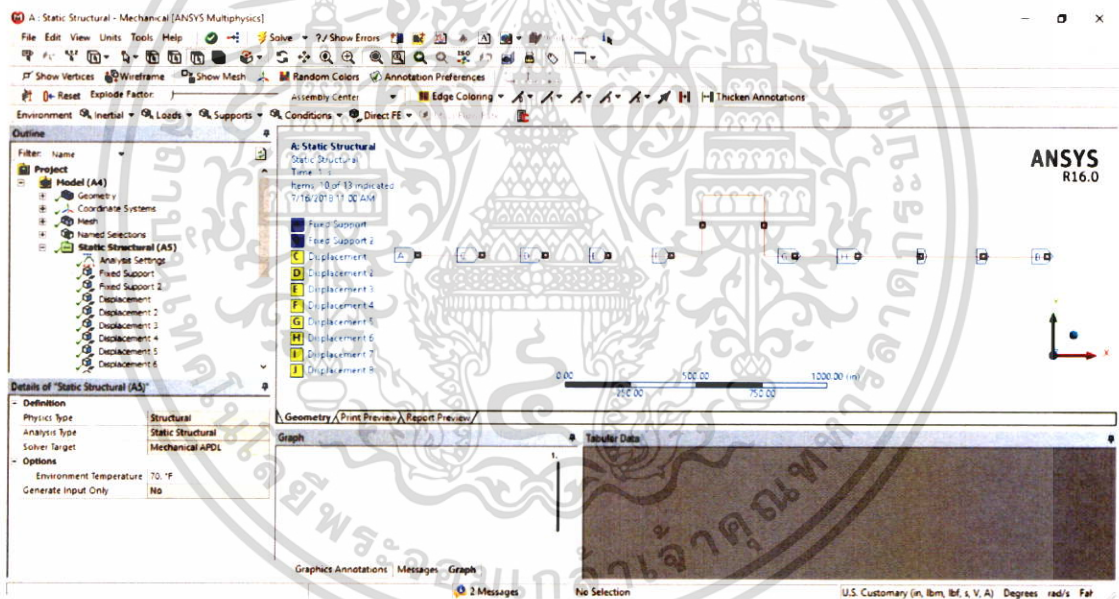 A : Static Structural - Mechanical [ANSYS Multiphysics]
File Edit View Units Tools Help Solve ?/ Show Errors
Show Vertices Wireframe Show Mesh Random Colors Annotation Preferences
Reset Explode Factor: Assembly Center Edge Coloring Thicken Annotations
Environment Inertial Loads Supports Conditions Direct FE
Outline
Filter: Name
Project
Model (A4)
Geometry
Coordinate Systems
Mesh
Named Selections
Static Structural (A5)
Analysis Settings
Fixed Support
Fixed Support 2
Displacement
Displacement 2
Displacement 3
Displacement 4
Displacement 5
Displacement 6
Details of "Static Structural (A5)"
Definition
Physics Type Structural
Analysis Type Static Structural
Solver Target Mechanical APDL
Options
Environment Temperature 70. °F
Generate Input Only No
A: Static Structural
Static Structural
Items: 10 of 13 indicated
7/16/2018 11:00 AM
Fixed Support
Fixed Support 2
C Displacement
D Displacement 2
E Displacement 3
F Displacement 4
G Displacement 5
H Displacement 6
I Displacement 7
J Displacement 8
ANSYS
R16.0
0.00 500.00 1000.00 (in)
250.00 750.00
Geometry Print Preview Report Preview
Graph
1.
Tabular Data
Graphics Annotations Messages Graph
2 Messages No Selection U.S. Customary (in, lbm, lbf, s, V, A) Degrees rad/s Fah